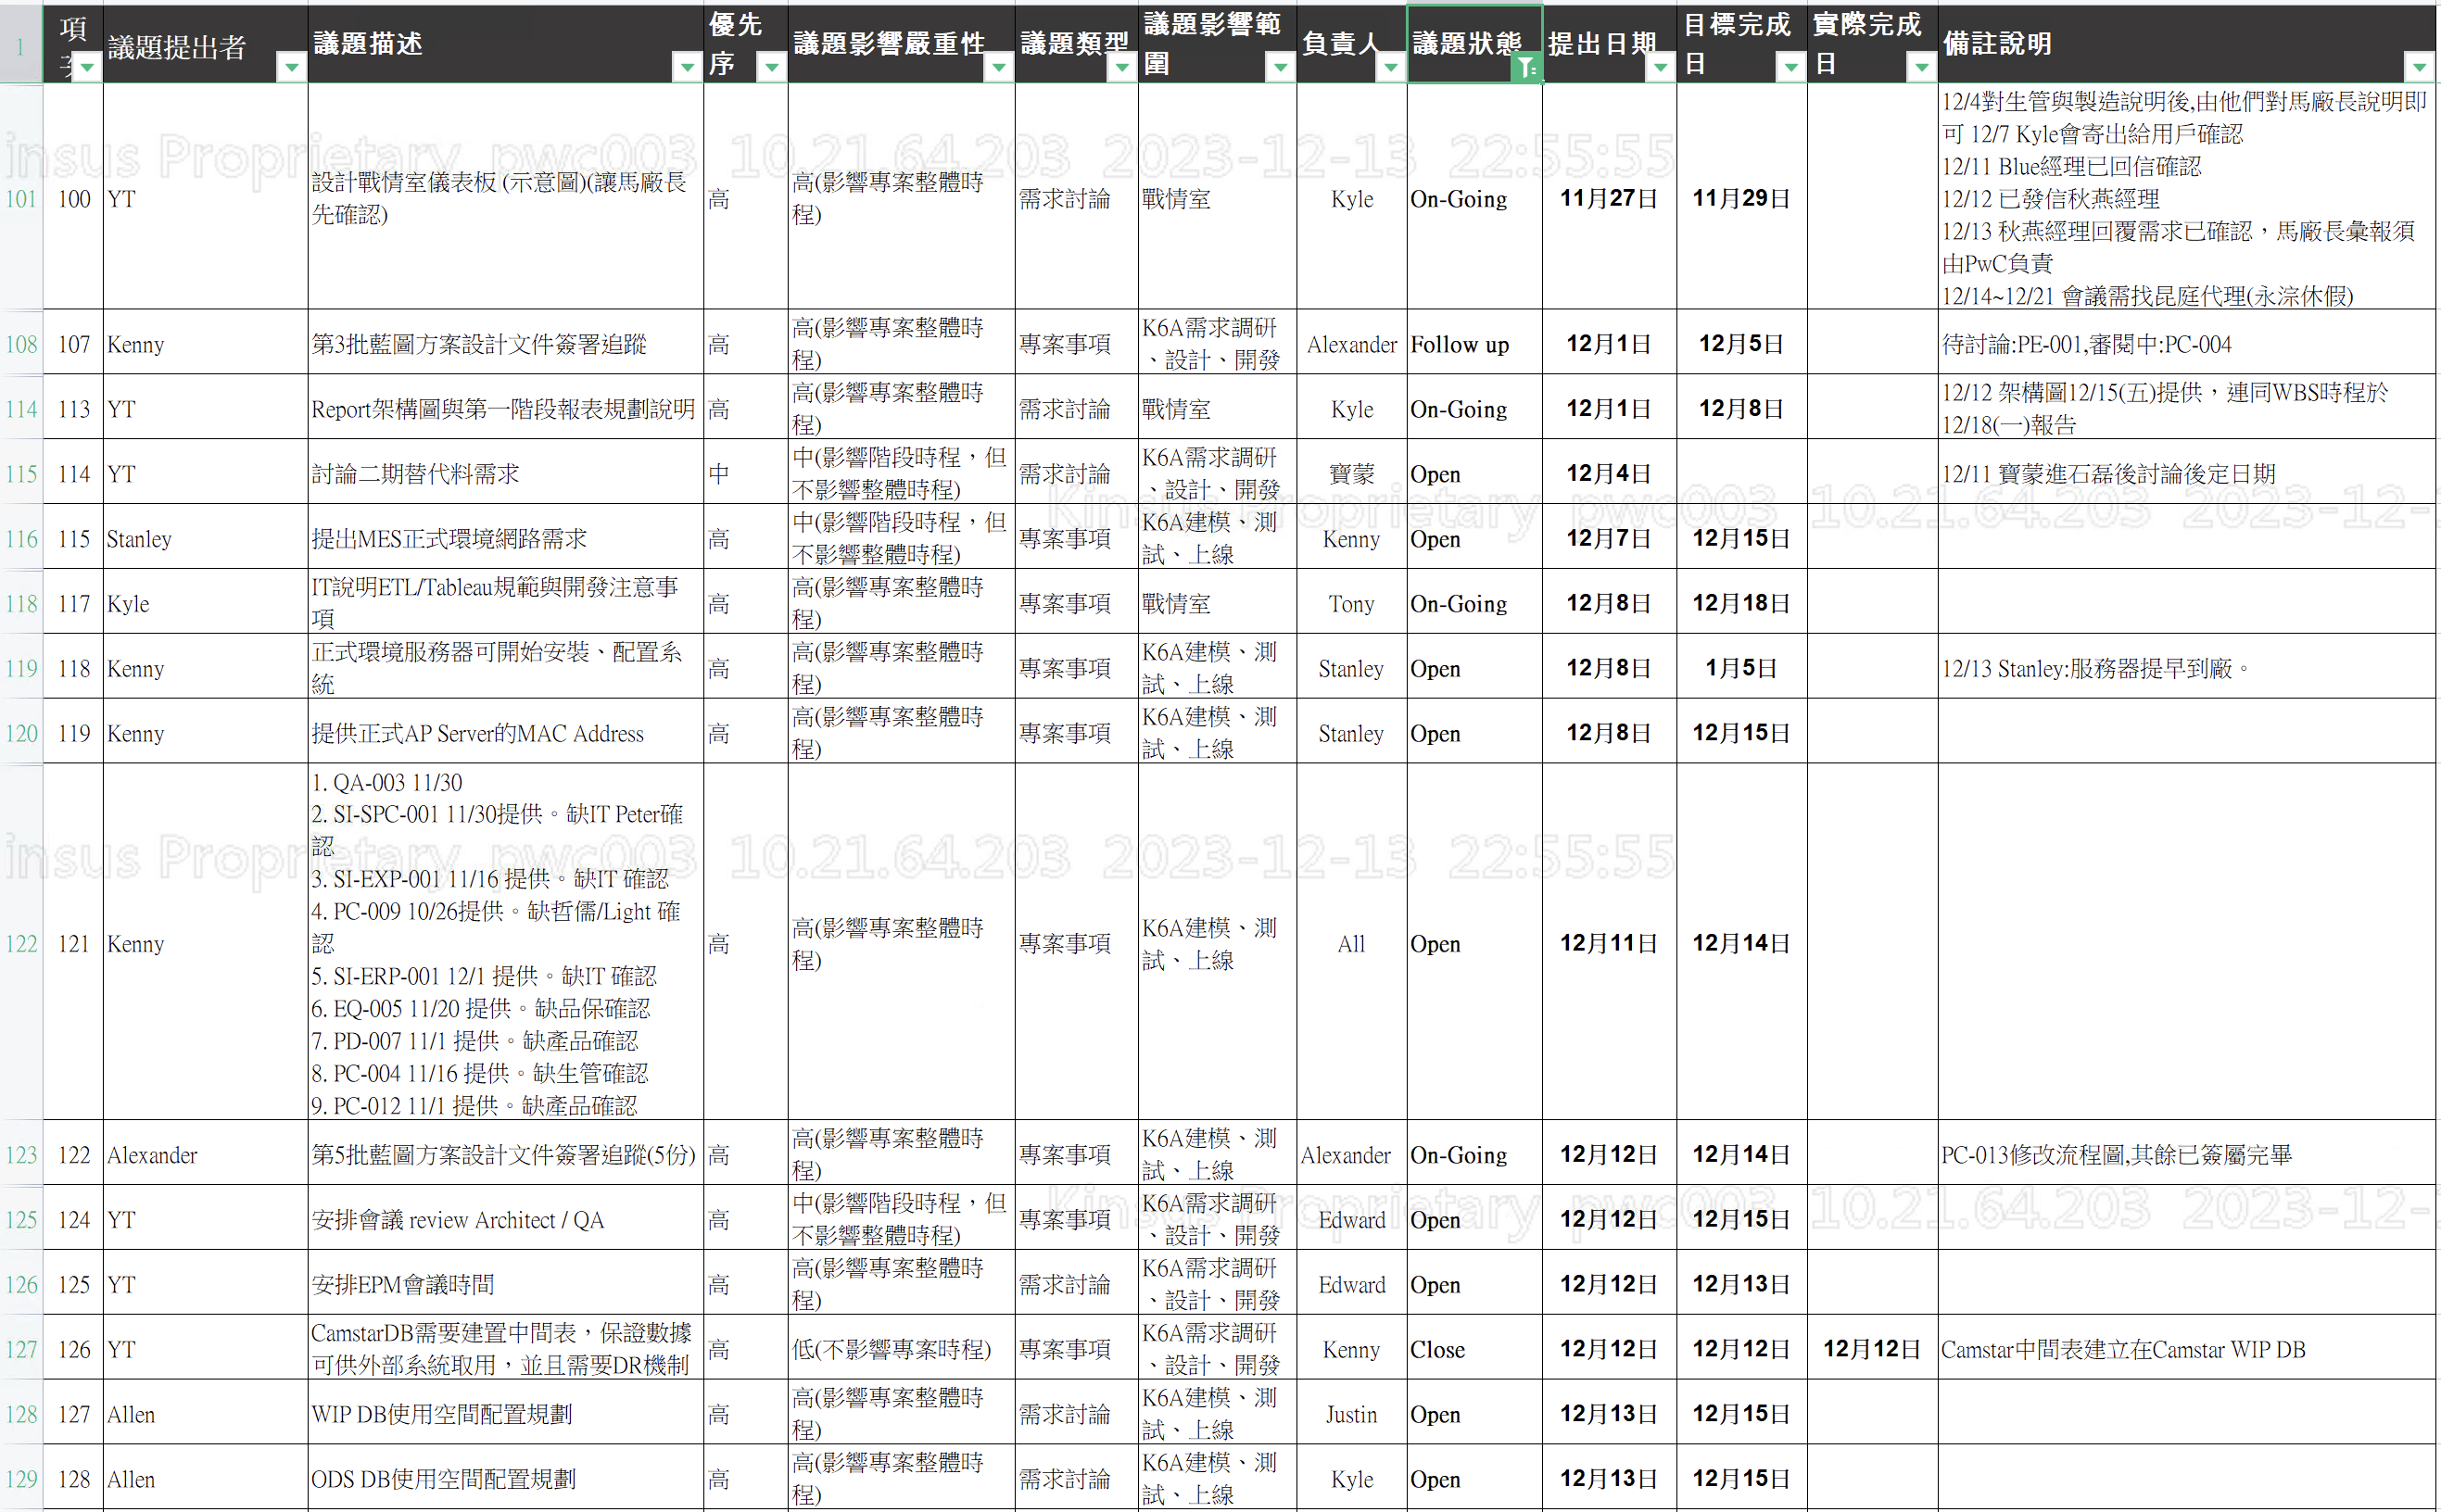 1 項次 議題提出者 議題描述 優先序 議題影響嚴重性 議題類型 議題影響範圍 負責人 議題狀態 提出日期 目標完成日 實際完成日 備註說明
101 100 YT 設計戰情室儀表板 (示意圖)(讓馬廠長先確認) 高 高(影響專案整體時程) 需求討論 戰情室 Kyle On-Going 11月27日 11月29日
12/4對生管與製造說明後,由他們對馬廠長說明即
可 12/7 Kyle會寄出給用戶確認
12/11 Blue經理已回信確認
12/12 已發信秋燕經理
12/13 秋燕經理回覆需求已確認，馬廠長彙報須
由PwC負責
12/14~12/21 會議需找昆庭代理(永淙休假)
108 107 Kenny 第3批藍圖方案設計文件簽署追蹤 高 高(影響專案整體時程) 專案事項 K6A需求調研、設計、開發 Alexander Follow up 12月1日 12月5日 待討論:PE-001,審閱中:PC-004
114 113 YT Report架構圖與第一階段報表規劃說明 高 高(影響專案整體時程) 需求討論 戰情室 Kyle On-Going 12月1日 12月8日 12/12 架構圖12/15(五)提供，連同WBS時程於12/18(一)報告
115 114 YT 討論二期替代料需求 中 中(影響階段時程，但不影響整體時程) 需求討論 K6A需求調研、設計、開發 寶蒙 Open 12月4日 12/11 寶蒙進石磊後討論後定日期
116 115 Stanley 提出MES正式環境網路需求 高 中(影響階段時程，但不影響整體時程) 專案事項 K6A建模、測試、上線 Kenny Open 12月7日 12月15日
118 117 Kyle IT說明ETL/Tableau規範與開發注意事項 高 高(影響專案整體時程) 專案事項 戰情室 Tony On-Going 12月8日 12月18日
119 118 Kenny 正式環境服務器可開始安裝、配置系統 高 高(影響專案整體時程) 專案事項 K6A建模、測試、上線 Stanley Open 12月8日 1月5日 12/13 Stanley:服務器提早到廠。
120 119 Kenny 提供正式AP Server的MAC Address 高 高(影響專案整體時程) 專案事項 K6A建模、測試、上線 Stanley Open 12月8日 12月15日
122 121 Kenny
1. QA-003 11/30
2. SI-SPC-001 11/30提供。缺IT Peter確
認
3. SI-EXP-001 11/16 提供。缺IT 確認
4. PC-009 10/26提供。缺哲儒/Light 確
認
5. SI-ERP-001 12/1 提供。缺IT 確認
6. EQ-005 11/20 提供。缺品保確認
7. PD-007 11/1 提供。缺產品確認
8. PC-004 11/16 提供。缺生管確認
9. PC-012 11/1 提供。缺產品確認
高 高(影響專案整體時程) 專案事項 K6A建模、測試、上線 All Open 12月11日 12月14日
123 122 Alexander 第5批藍圖方案設計文件簽署追蹤(5份) 高 高(影響專案整體時程) 專案事項 K6A建模、測試、上線 Alexander On-Going 12月12日 12月14日 PC-013修改流程圖,其餘已簽屬完畢
125 124 YT 安排會議 review Architect / QA 高 中(影響階段時程，但不影響整體時程) 專案事項 K6A需求調研、設計、開發 Edward Open 12月12日 12月15日
126 125 YT 安排EPM會議時間 高 高(影響專案整體時程) 需求討論 K6A需求調研、設計、開發 Edward Open 12月12日 12月13日
127 126 YT CamstarDB需要建置中間表，保證數據可供外部系統取用，並且需要DR機制 高 低(不影響專案時程) 專案事項 K6A需求調研、設計、開發 Kenny Close 12月12日 12月12日 12月12日 Camstar中間表建立在Camstar WIP DB
128 127 Allen WIP DB使用空間配置規劃 高 高(影響專案整體時程) 需求討論 K6A建模、測試、上線 Justin Open 12月13日 12月15日
129 128 Allen ODS DB使用空間配置規劃 高 高(影響專案整體時程) 需求討論 K6A建模、測試、上線 Kyle Open 12月13日 12月15日
insus Proprietary pwc003 10.21.64.203 2023-12-13 22:55:55
Kinsus Proprietary pwc003 10.21.64.203 2023-12-
insus Proprietary pwc003 10.21.64.203 2023-12-13 22:55:55
Kinsus Proprietary pwc003 10.21.64.203 2023-12-